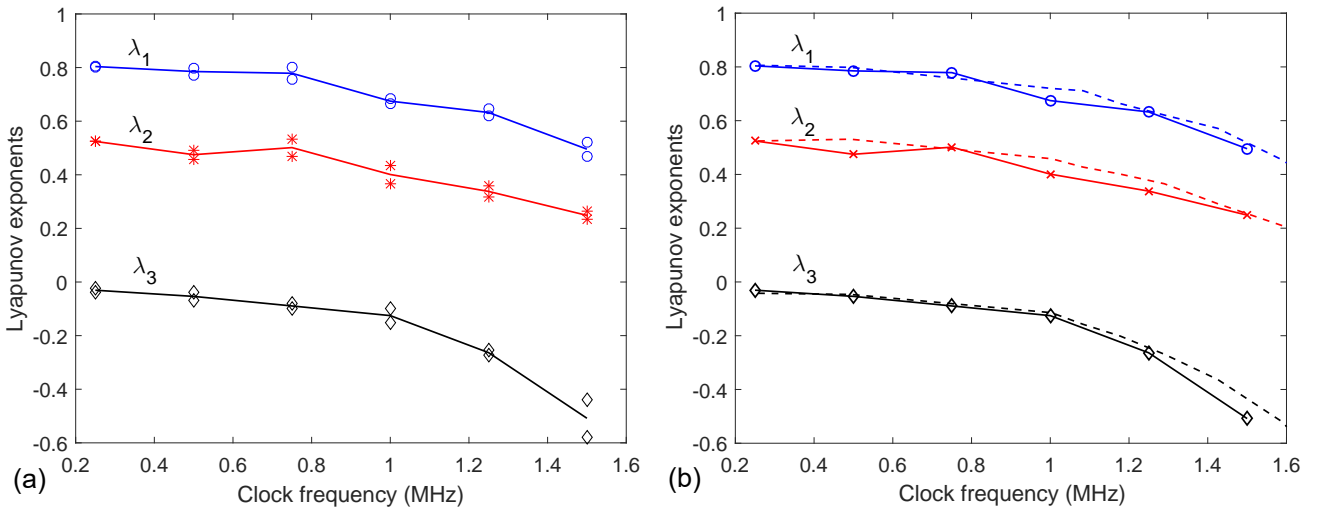 1
0.8
0.6
0.4
0.2
0
-0.2
-0.4
-0.6
0.2 0.4 0.6 0.8 1 1.2 1.4 1.6
Lyapunov exponents
Clock frequency (MHz)
λ1
λ2
λ3
(a)
1
0.8
0.6
0.4
0.2
0
-0.2
-0.4
-0.6
0.2 0.4 0.6 0.8 1 1.2 1.4 1.6
Lyapunov exponents
Clock frequency (MHz)
λ1
λ2
λ3
(b)